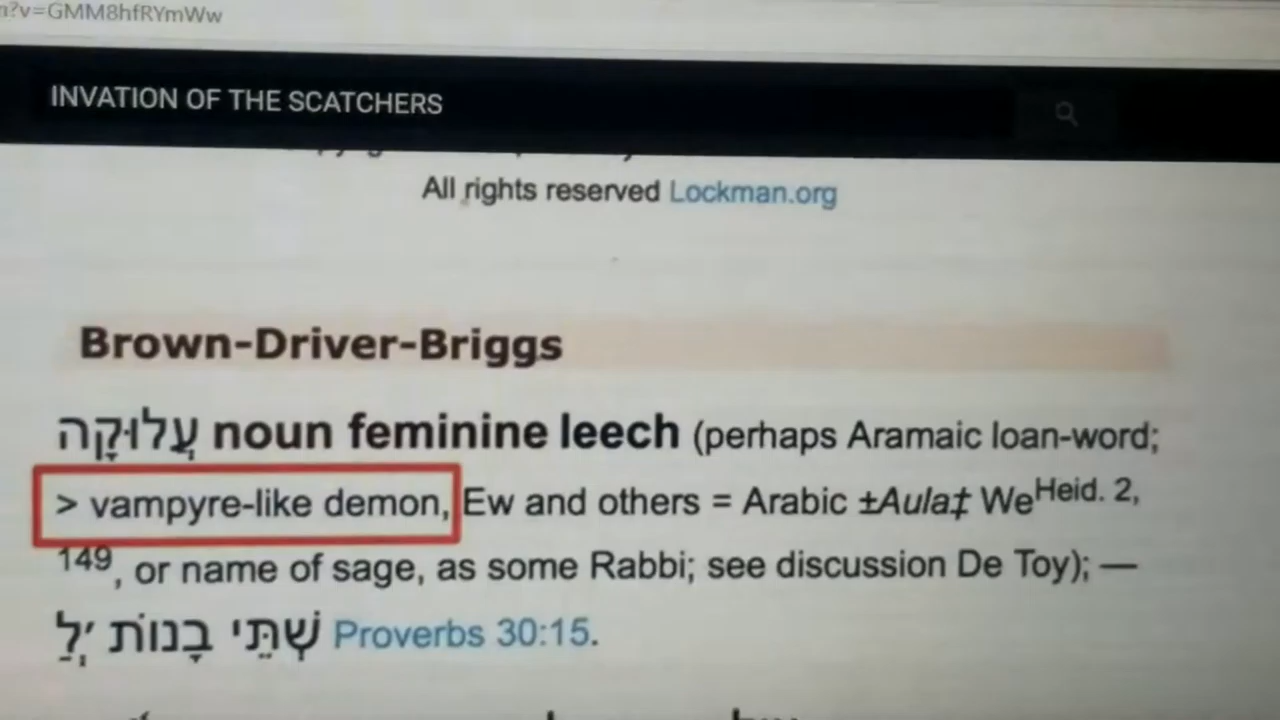 n?v=GMM8hfRYmWw
INVATION OF THE SCATCHERS
All rights reserved Lockman.org
Brown-Driver-Briggs
עֲלוּקָה noun feminine leech (perhaps Aramaic loan-word;
> vampyre-like demon, Ew and others = Arabic ±Aula‡ We Heid. 2,
149, or name of sage, as some Rabbi; see discussion De Toy); —
שְׁתֵּי בָנוֹת ׳לַ Proverbs 30:15.